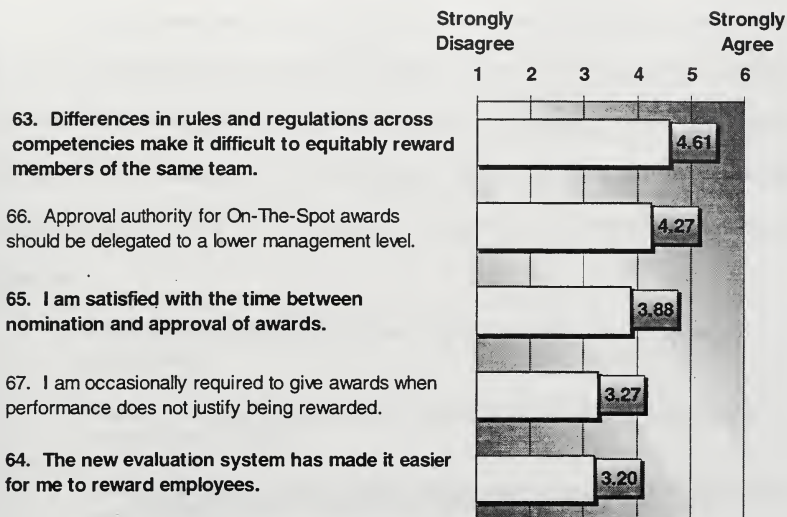 Strongly Disagree
Strongly Agree
1 2 3 4 5 6
63. Differences in rules and regulations across
competencies make it difficult to equitably reward
members of the same team.
4.61
66. Approval authority for On-The-Spot awards
should be delegated to a lower management level.
4.27
65. I am satisfied with the time between
nomination and approval of awards.
3.88
67. I am occasionally required to give awards when
performance does not justify being rewarded.
3.27
64. The new evaluation system has made it easier
for me to reward employees.
3.20